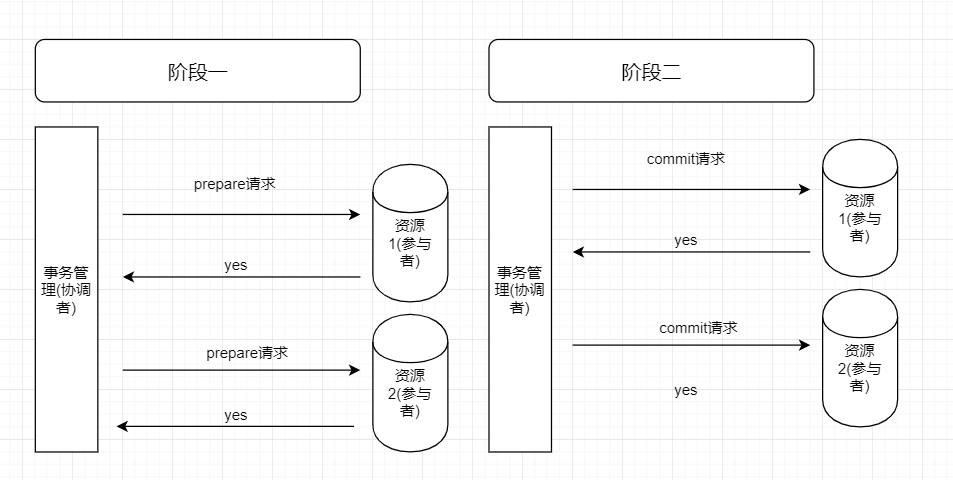 阶段一
阶段二
prepare请求
资源
1(参与
者)
yes
事务管
理(协调
者)
prepare请求
资源
2(参与
者)
yes
commit请求
资源
1(参与
者)
yes
事务管
理(协调
者)
commit请求
资源
2(参与
者)
yes